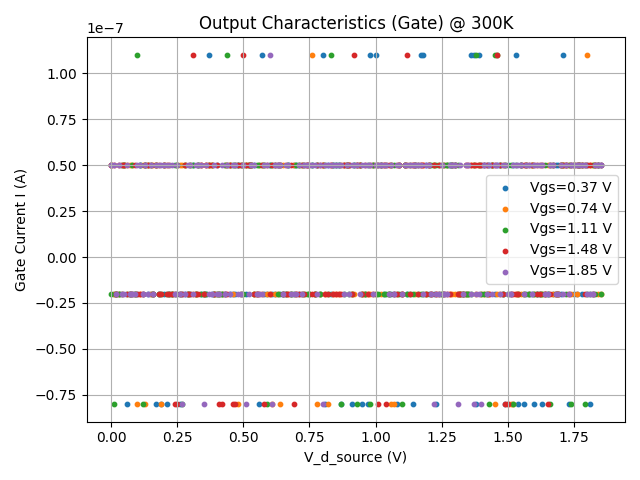 Output Characteristics (Gate) @ 300K
1e−7
1.00
0.75
0.50
0.25
0.00
−0.25
−0.50
−0.75
Gate Current I (A)
Vgs=0.37 V
Vgs=0.74 V
Vgs=1.11 V
Vgs=1.48 V
Vgs=1.85 V
0.00 0.25 0.50 0.75 1.00 1.25 1.50 1.75
V_d_source (V)